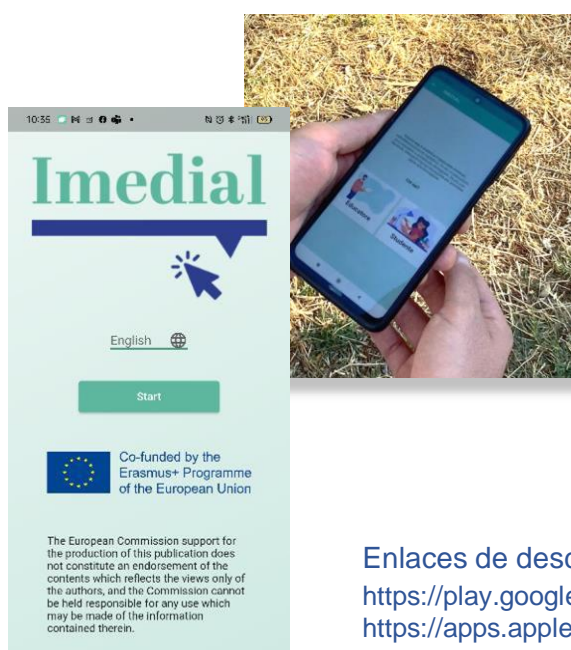 10:35
Imedial
English
Start
Co-funded by the
Erasmus+ Programme
of the European Union
The European Commission support for
the production of this publication does
not constitute an endorsement of the
contents which reflects the views only of
the authors, and the Commission cannot
be held responsible for any use which
may be made of the information
contained therein.
Educatore
Studente
Enlaces de desc
https://play.google
https://apps.apple